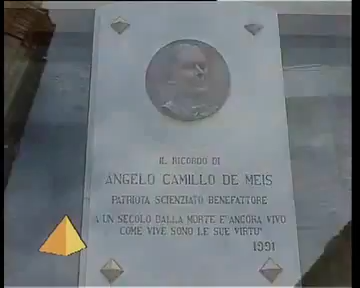 IL RICORDO DI
ANGELO CAMILLO DE MEIS
PATRIOTA SCIENZIATO BENEFATTORE
A UN SECOLO DALLA MORTE E'ANCORA VIVO
COME VIVE SONO LE SUE VIRTU'
1991